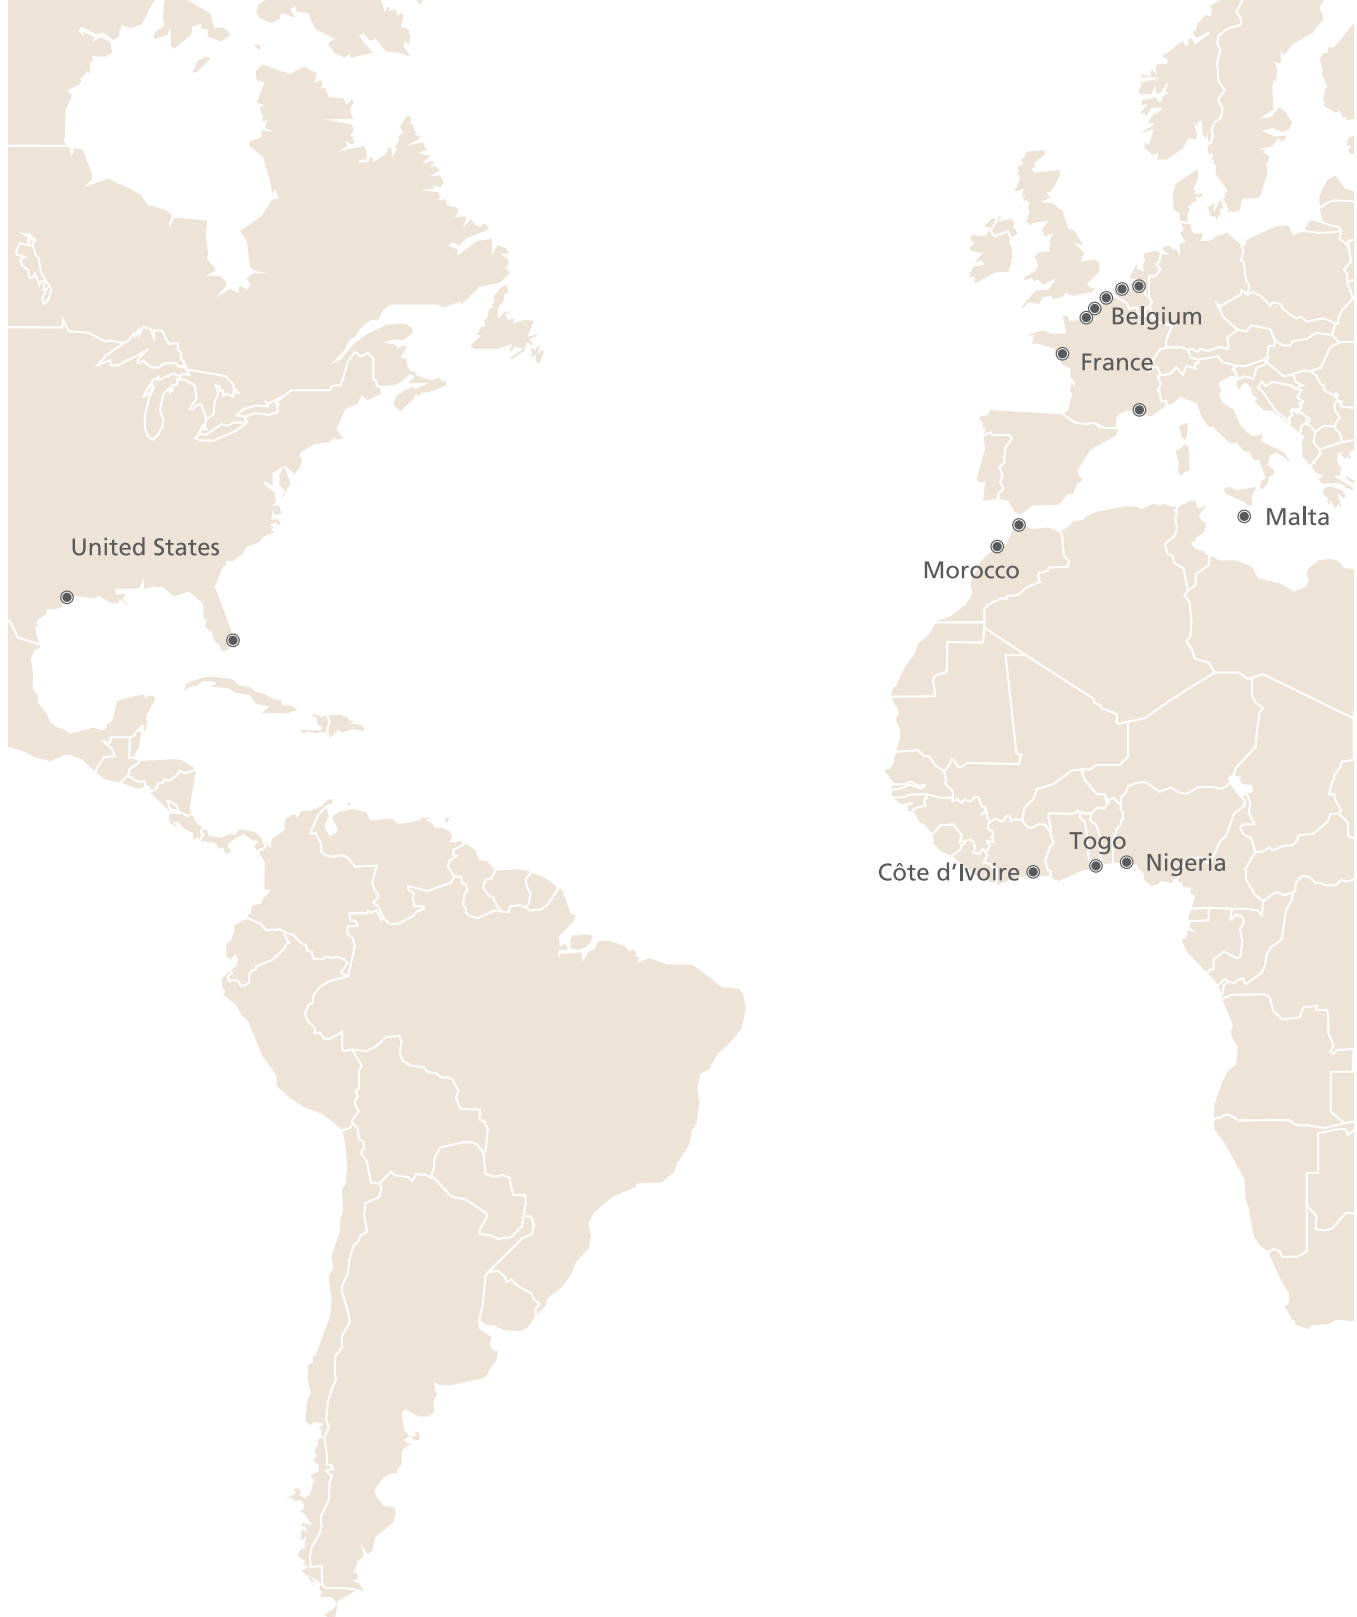 Belgium
France
Malta
United States
Morocco
Togo
Nigeria
Côte d'Ivoire